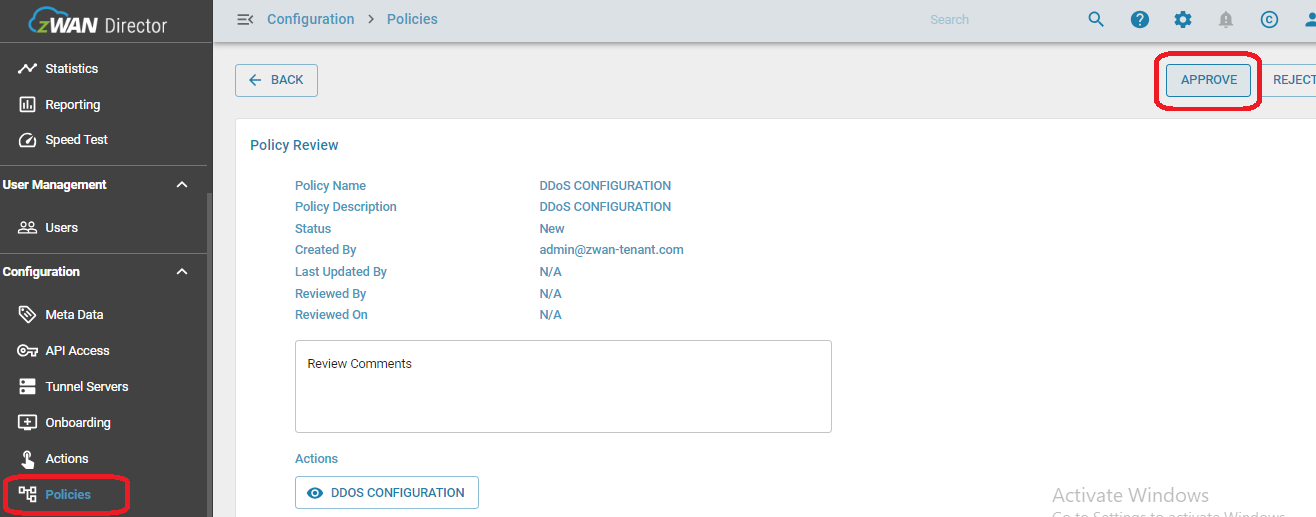 zWAN Director
Configuration > Policies
Search
Statistics
Reporting
Speed Test
User Management
Users
Configuration
Meta Data
API Access
Tunnel Servers
Onboarding
Actions
Policies
BACK
APPROVE
REJECT
Policy Review
Policy Name DDoS CONFIGURATION
Policy Description DDoS CONFIGURATION
Status New
Created By admin@zwan-tenant.com
Last Updated By N/A
Reviewed By N/A
Reviewed On N/A
Review Comments
Actions
DDOS CONFIGURATION
Activate Windows
Go to Settings to activate Windows.